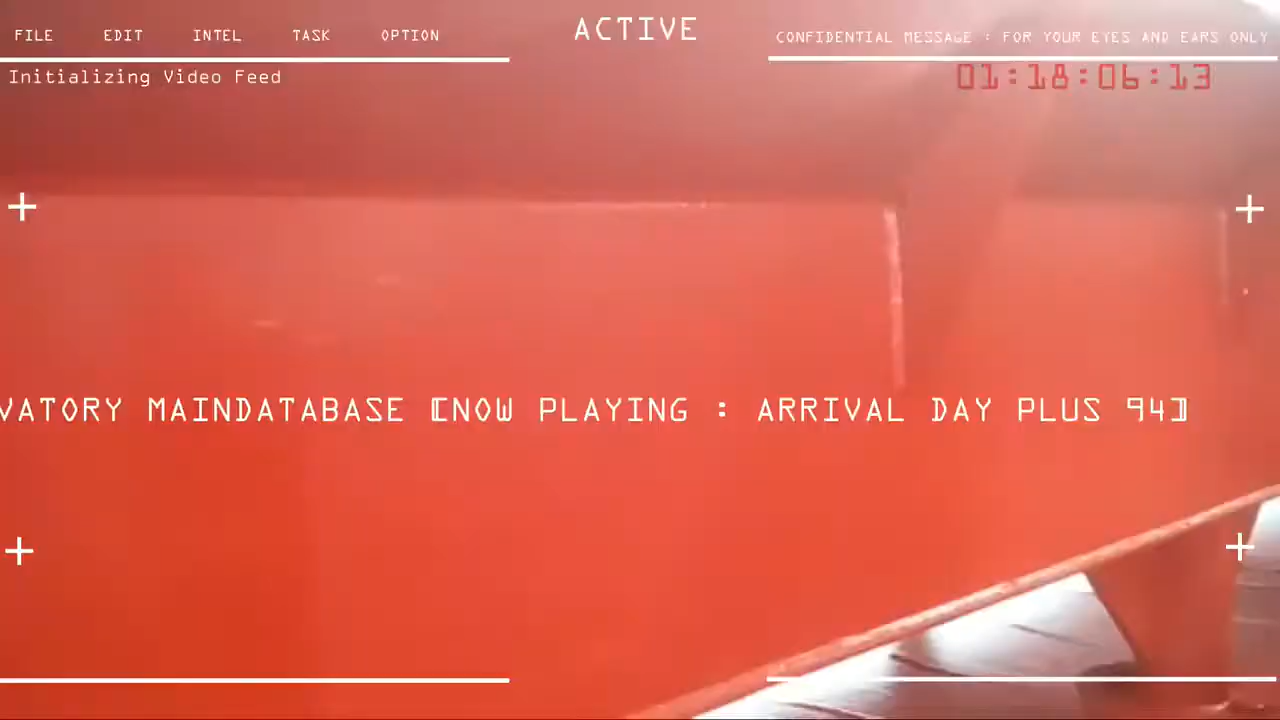 FILE EDIT INTEL TASK OPTION
ACTIVE
CONFIDENTIAL MESSAGE : FOR YOUR EYES AND EARS ONLY
Initializing Video Feed
01:18:06:13
VATORY MAINDATABASE [NOW PLAYING : ARRIVAL DAY PLUS 94]